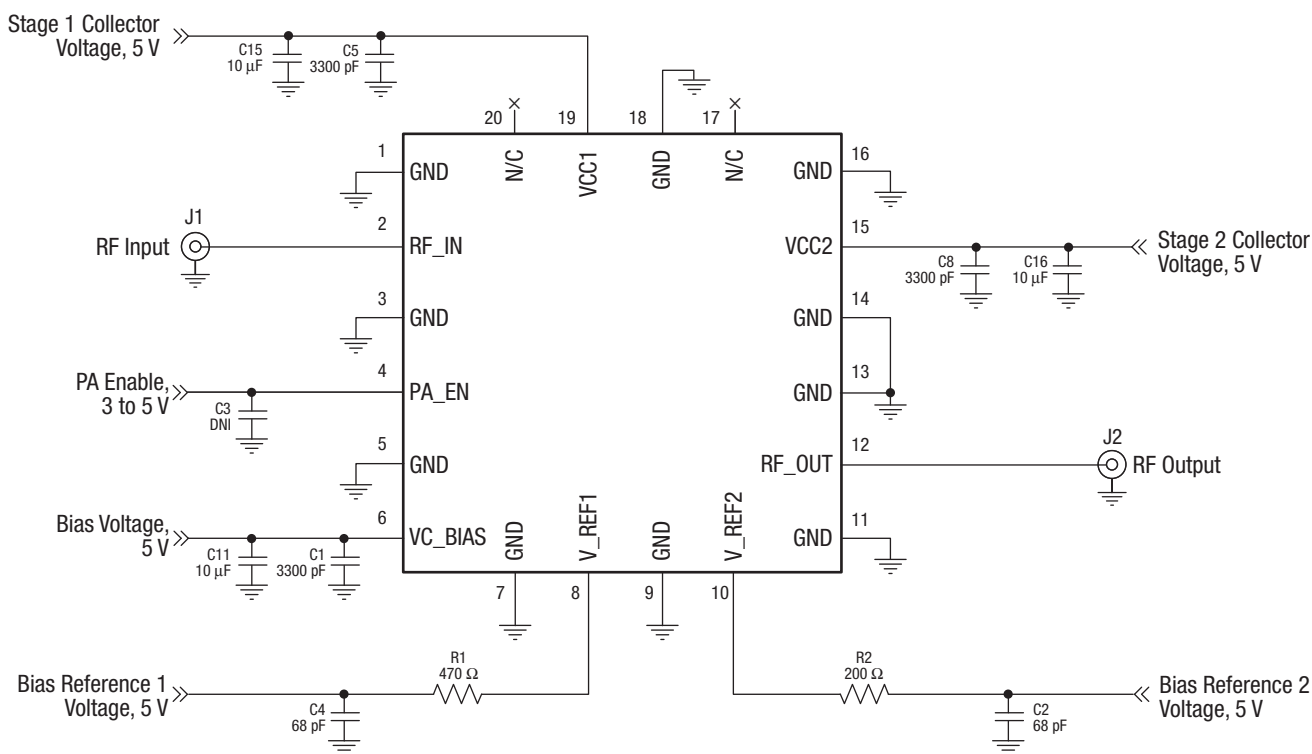 Stage 1 Collector
Voltage, 5 V
C15
10 µF
C5
3300 pF
20
19
18
17
N/C
VCC1
GND
N/C
1
GND
16
GND
J1
RF Input
2
RF_IN
15
VCC2
C8
3300 pF
C16
10 µF
Stage 2 Collector
Voltage, 5 V
3
GND
14
GND
PA Enable,
3 to 5 V
C3
DNI
4
PA_EN
13
GND
5
GND
12
RF_OUT
J2
RF Output
Bias Voltage,
5 V
C11
10 µF
C1
3300 pF
6
VC_BIAS
11
GND
GND
V_REF1
GND
V_REF2
7
8
9
10
Bias Reference 1
Voltage, 5 V
C4
68 pF
R1
470 Ω
R2
200 Ω
C2
68 pF
Bias Reference 2
Voltage, 5 V